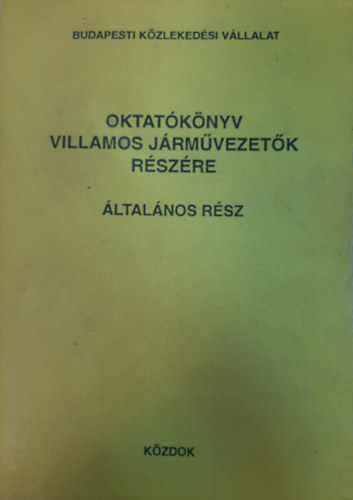 BUDAPESTI KÖZLEKEDÉSI VÁLLALAT
OKTATÓKÖNYV
VILLAMOS JÁRMŰVEZETŐK
RÉSZÉRE
ÁLTALÁNOS RÉSZ
KÖZDOK